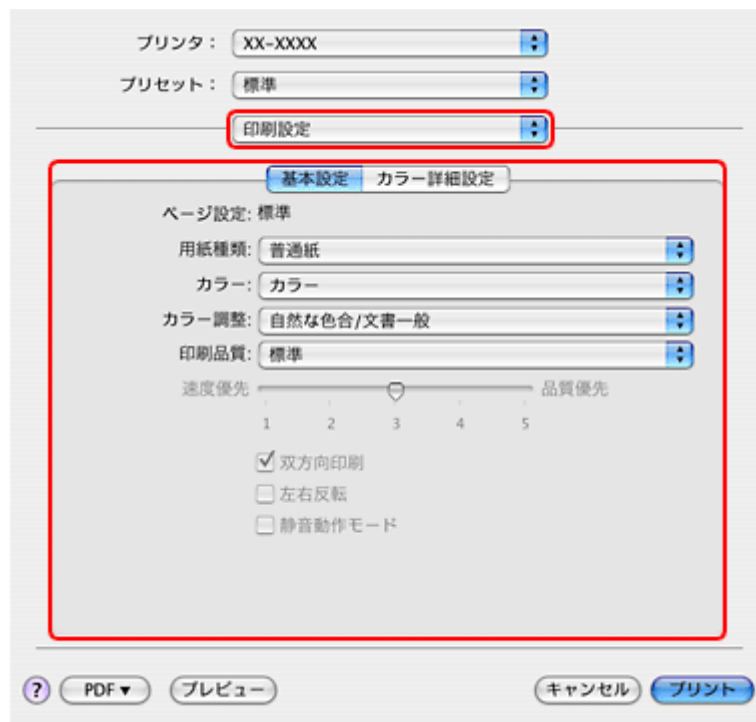 プリンタ： XX-XXXX
プリセット： 標準
印刷設定
基本設定 カラー詳細設定
ページ設定: 標準
用紙種類: 普通紙
カラー: カラー
カラー調整: 自然な色合/文書一般
印刷品質: 標準
速度優先 品質優先
1 2 3 4 5
双方向印刷
左右反転
静音動作モード
? PDF▼ プレビュー キャンセル プリント